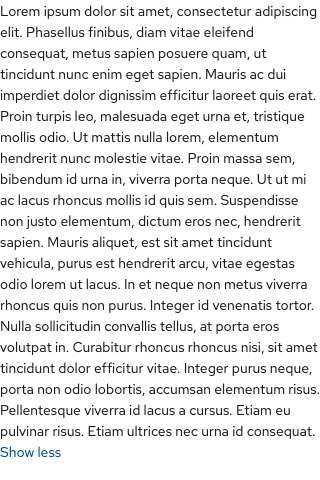 Lorem ipsum dolor sit amet, consectetur adipiscing
elit. Phasellus finibus, diam vitae eleifend
consequat, metus sapien posuere quam, ut
tincidunt nunc enim eget sapien. Mauris ac dui
imperdiet dolor dignissim efficitur laoreet quis erat.
Proin turpis leo, malesuada eget urna et, tristique
mollis odio. Ut mattis nulla lorem, elementum
hendrerit nunc molestie vitae. Proin massa sem,
bibendum id urna in, viverra porta neque. Ut ut mi
ac lacus rhoncus mollis id quis sem. Suspendisse
non justo elementum, dictum eros nec, hendrerit
sapien. Mauris aliquet, est sit amet tincidunt
vehicula, purus est hendrerit arcu, vitae egestas
odio lorem ut lacus. In et neque non metus viverra
rhoncus quis non purus. Integer id venenatis tortor.
Nulla sollicitudin convallis tellus, at porta eros
volutpat in. Curabitur rhoncus rhoncus nisi, sit amet
tincidunt dolor efficitur vitae. Integer purus neque,
porta non odio lobortis, accumsan elementum risus.
Pellentesque viverra id lacus a cursus. Etiam eu
pulvinar risus. Etiam ultrices nec urna id consequat.
Show less